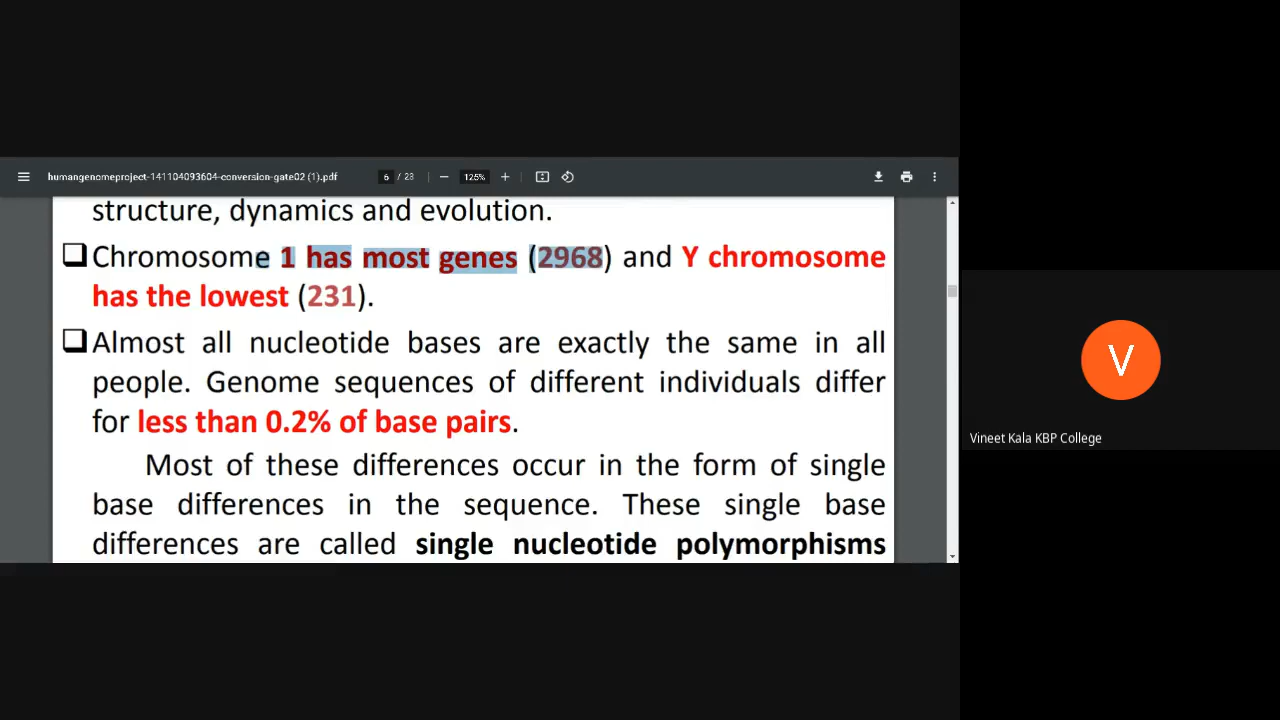 humangenomeproject-141104093604-conversion-gate02 (1).pdf 6 / 23 125%
structure, dynamics and evolution.
Chromosome 1 has most genes (2968) and Y chromosome
has the lowest (231).
Almost all nucleotide bases are exactly the same in all
people. Genome sequences of different individuals differ
for less than 0.2% of base pairs.
Most of these differences occur in the form of single
base differences in the sequence. These single base
differences are called single nucleotide polymorphisms
V
Vineet Kala KBP College